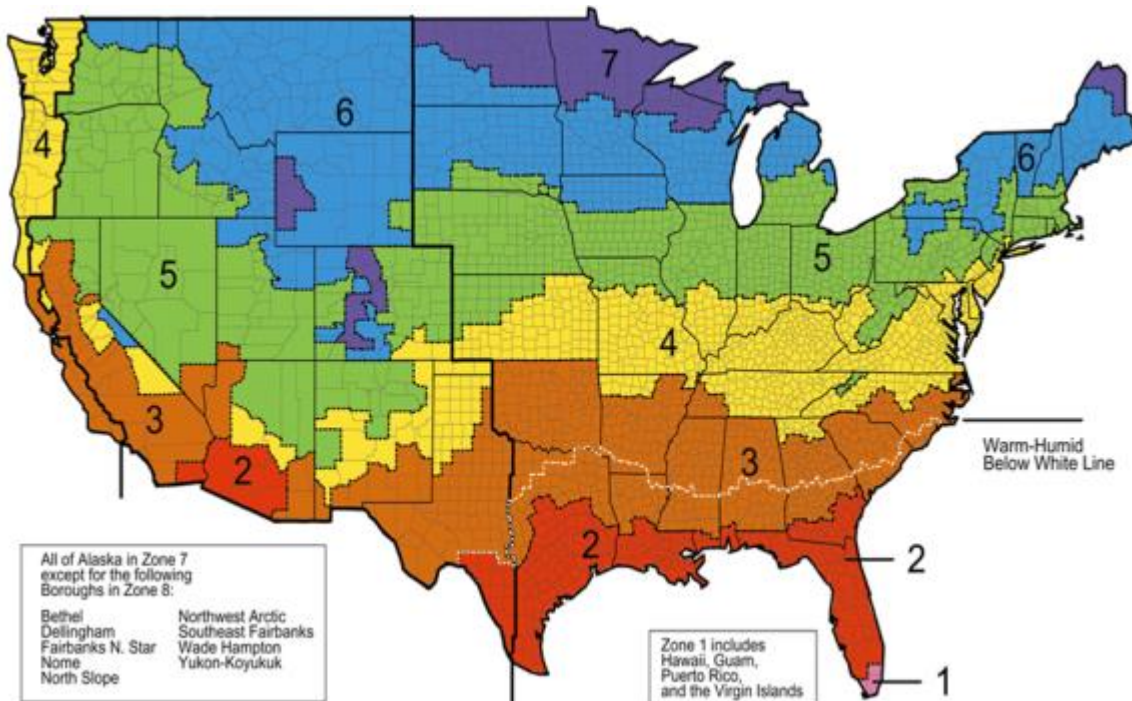 7
4
6
6
5
5
4
3
3
Warm-Humid
Below White Line
2
2
2
All of Alaska in Zone 7
except for the following
Boroughs in Zone 8:
Bethel Northwest Arctic
Dellingham Southeast Fairbanks
Fairbanks N. Star Wade Hampton
Nome Yukon-Koyukuk
North Slope
Zone 1 includes
Hawaii, Guam,
Puerto Rico,
and the Virgin Islands
1